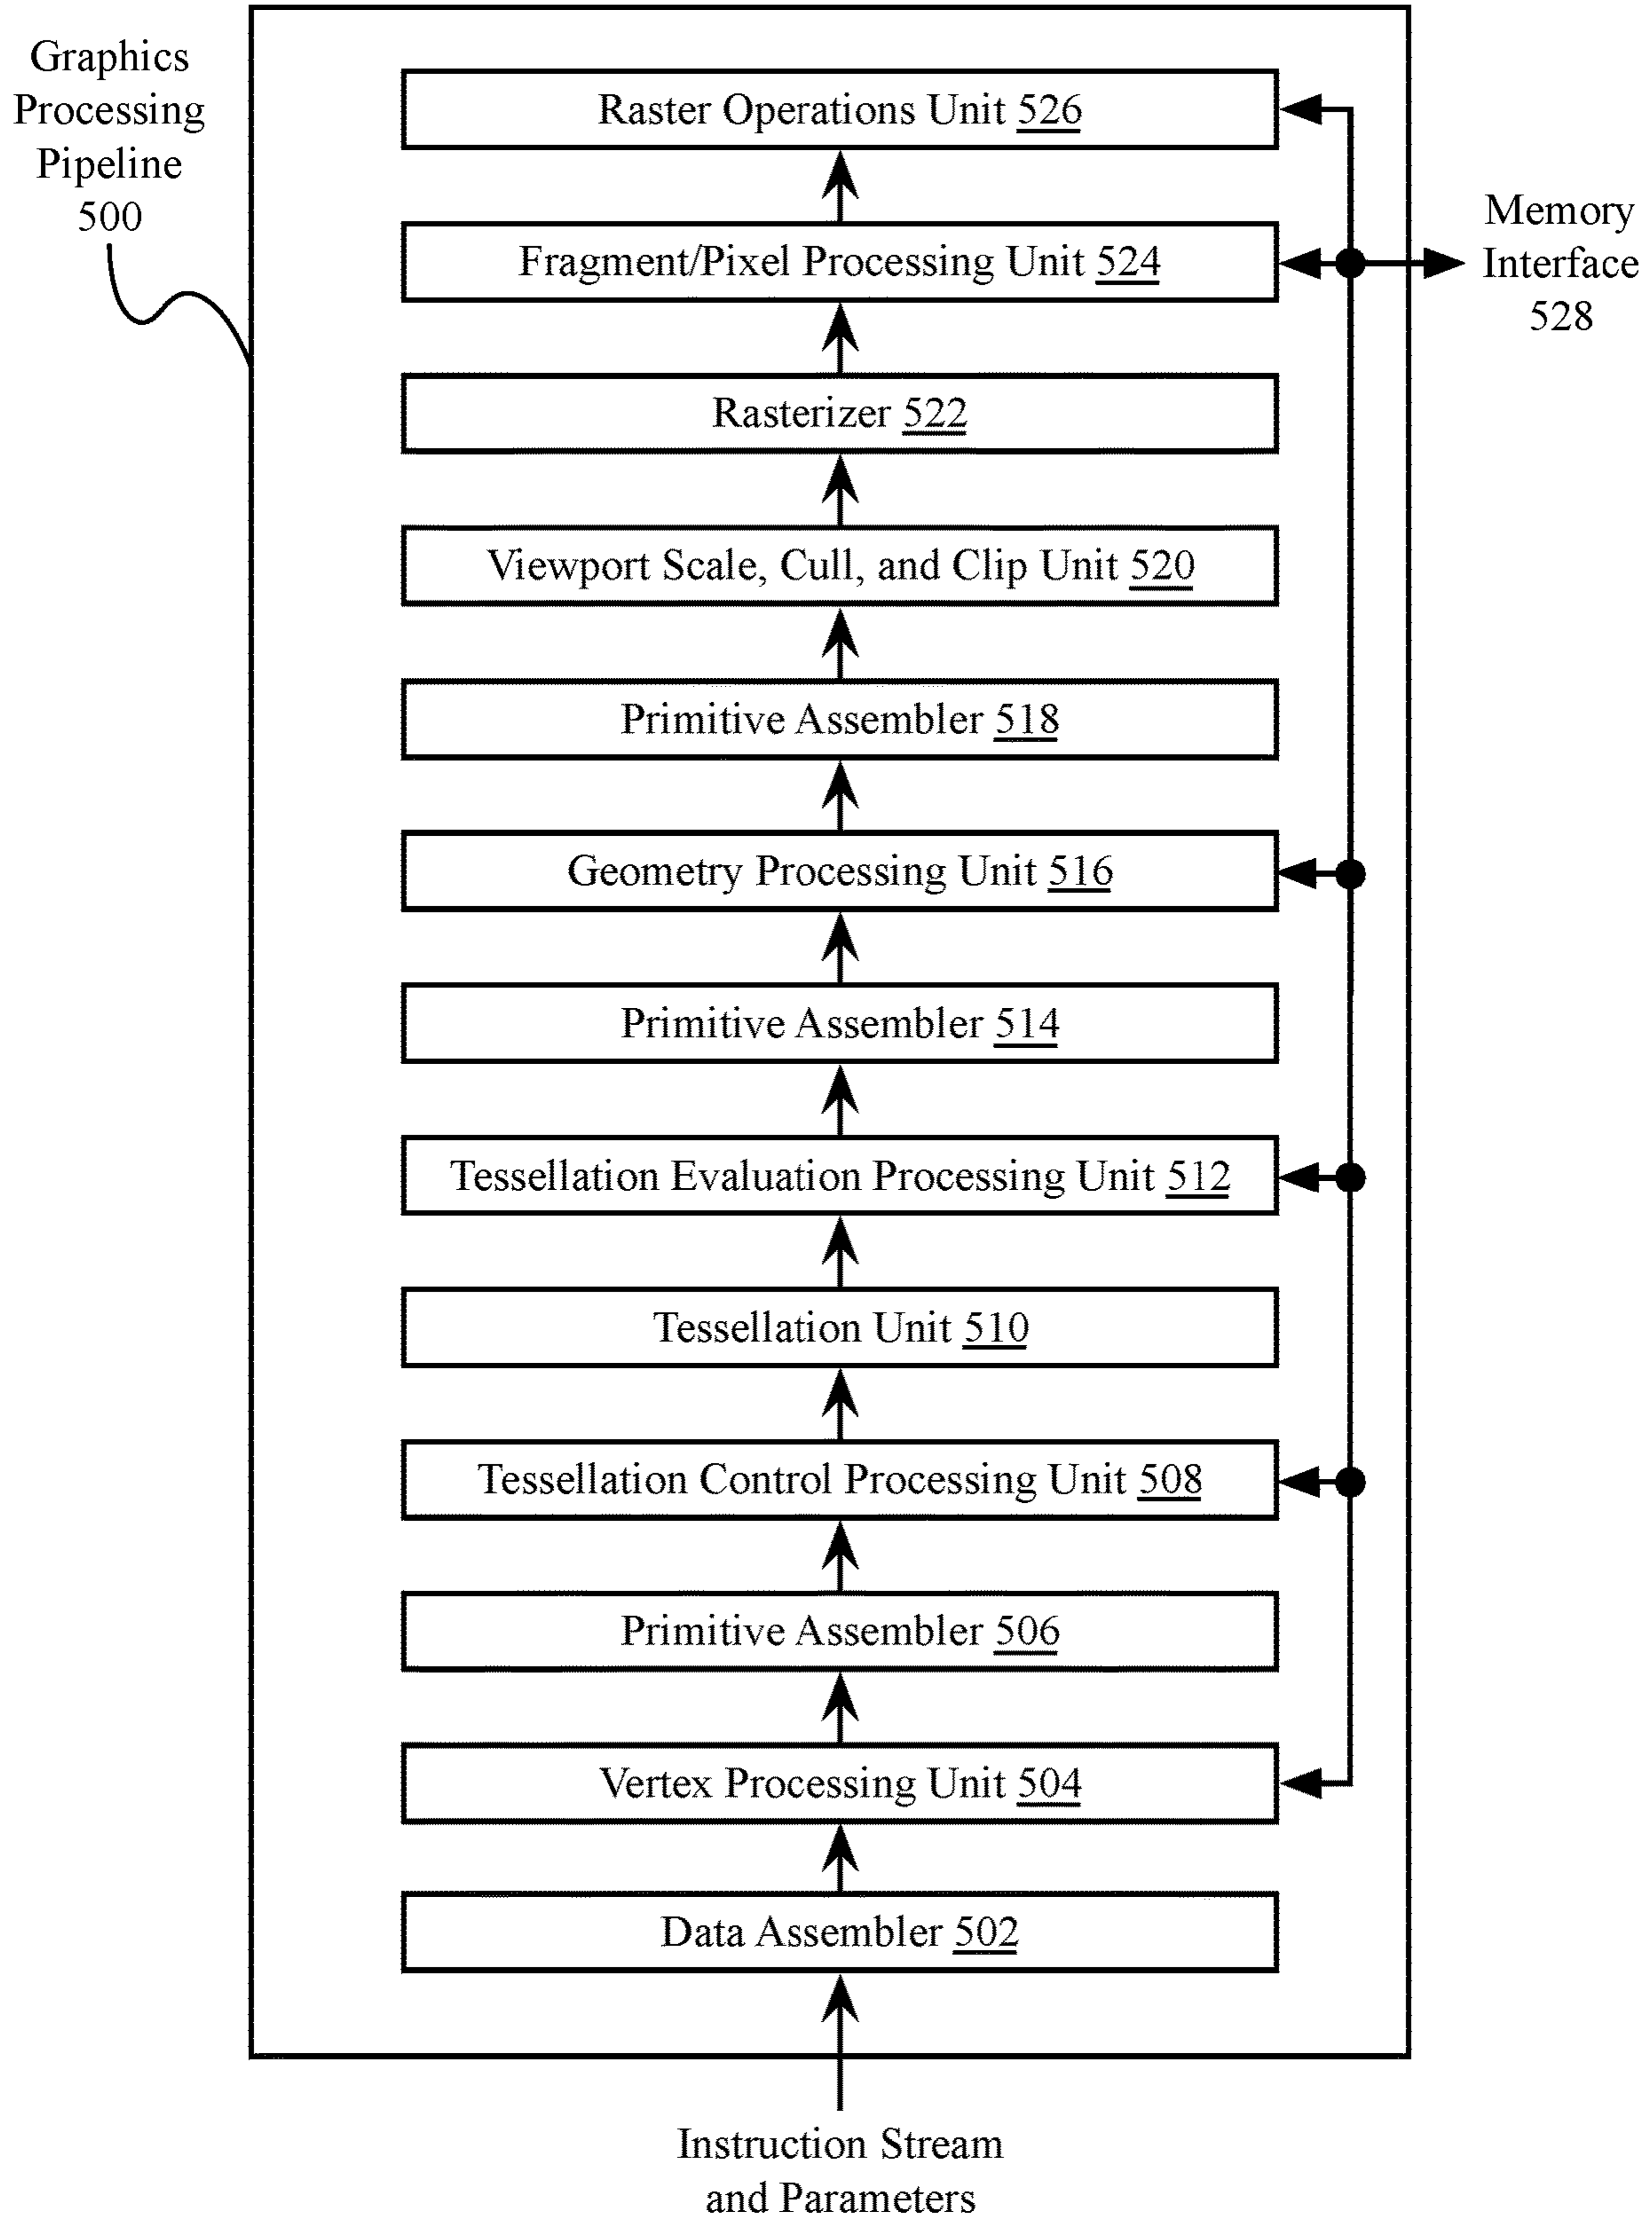 Graphics
Processing
Pipeline
500
Raster Operations Unit 526
Fragment/Pixel Processing Unit 524
Memory
Interface
528
Rasterizer 522
Viewport Scale, Cull, and Clip Unit 520
Primitive Assembler 518
Geometry Processing Unit 516
Primitive Assembler 514
Tessellation Evaluation Processing Unit 512
Tessellation Unit 510
Tessellation Control Processing Unit 508
Primitive Assembler 506
Vertex Processing Unit 504
Data Assembler 502
Instruction Stream
and Parameters